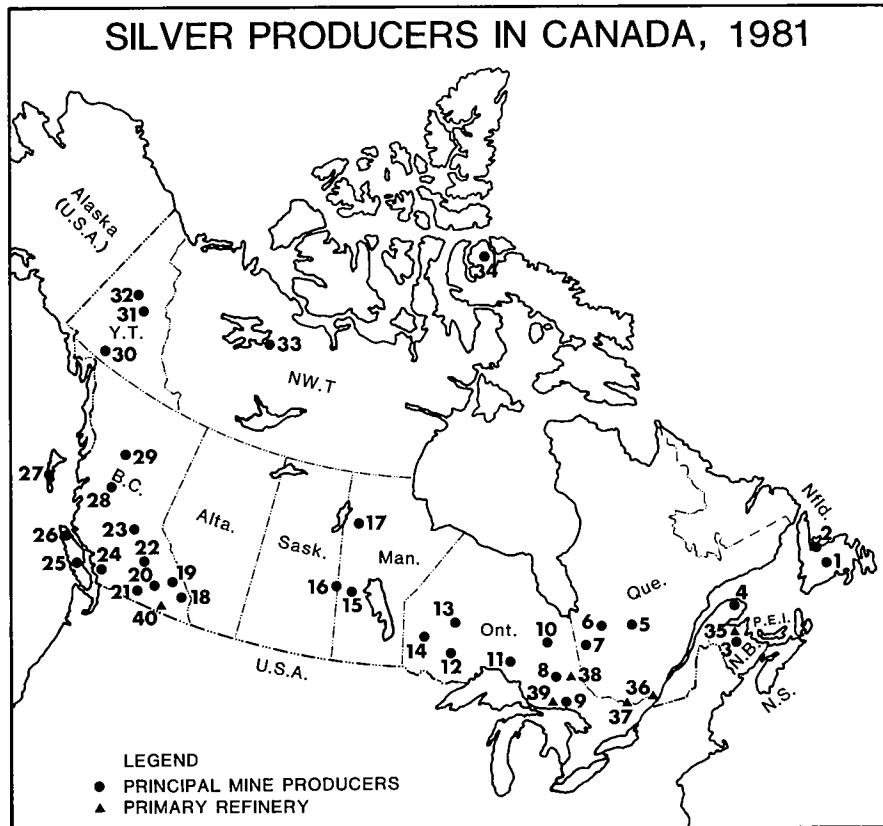 SILVER PRODUCERS IN CANADA, 1981
Alaska
(U.S.A.)
34
32
31
Y.T.
30
33
NW.T
29
27
B.C.
28
Alta.
Sask.
17
Man.
Nfld.
2
1
26
23
25
24
22
20
19
21
18
40
16
15
13
14
12
Ont.
10
11
8
38
39
9
Que.
6
5
7
36
37
4
P.E.I.
35
3
N.B.
N.S.
U.S.A.
LEGEND
● PRINCIPAL MINE PRODUCERS
▲ PRIMARY REFINERY